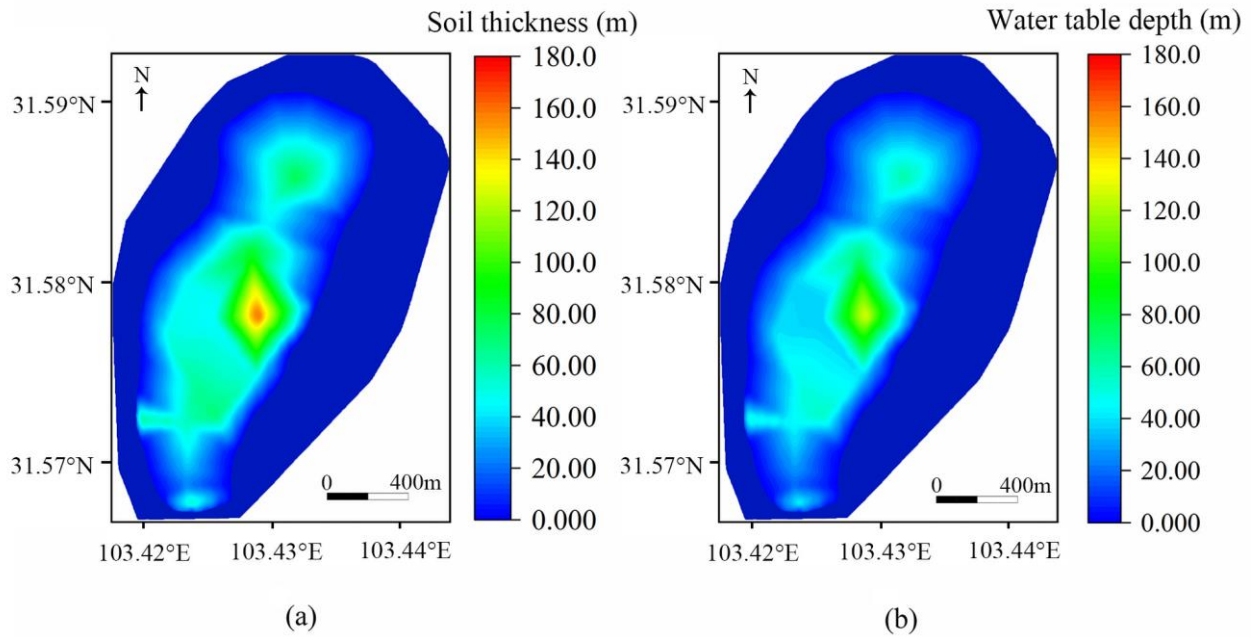 Soil thickness (m)
N
31.59°N
31.58°N
31.57°N
103.42°E
103.43°E
103.44°E
0
400m
180.0
160.0
140.0
120.0
100.0
80.00
60.00
40.00
20.00
0.000
(a)
Water table depth (m)
N
31.59°N
31.58°N
31.57°N
103.42°E
103.43°E
103.44°E
0
400m
180.0
160.0
140.0
120.0
100.0
80.00
60.00
40.00
20.00
0.000
(b)